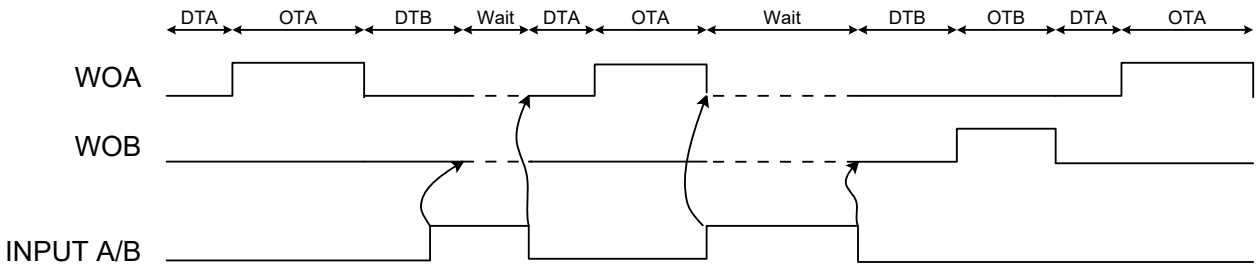 DTA OTA DTB Wait DTA OTA Wait DTB OTB DTA OTA
WOA
WOB
INPUT A/B